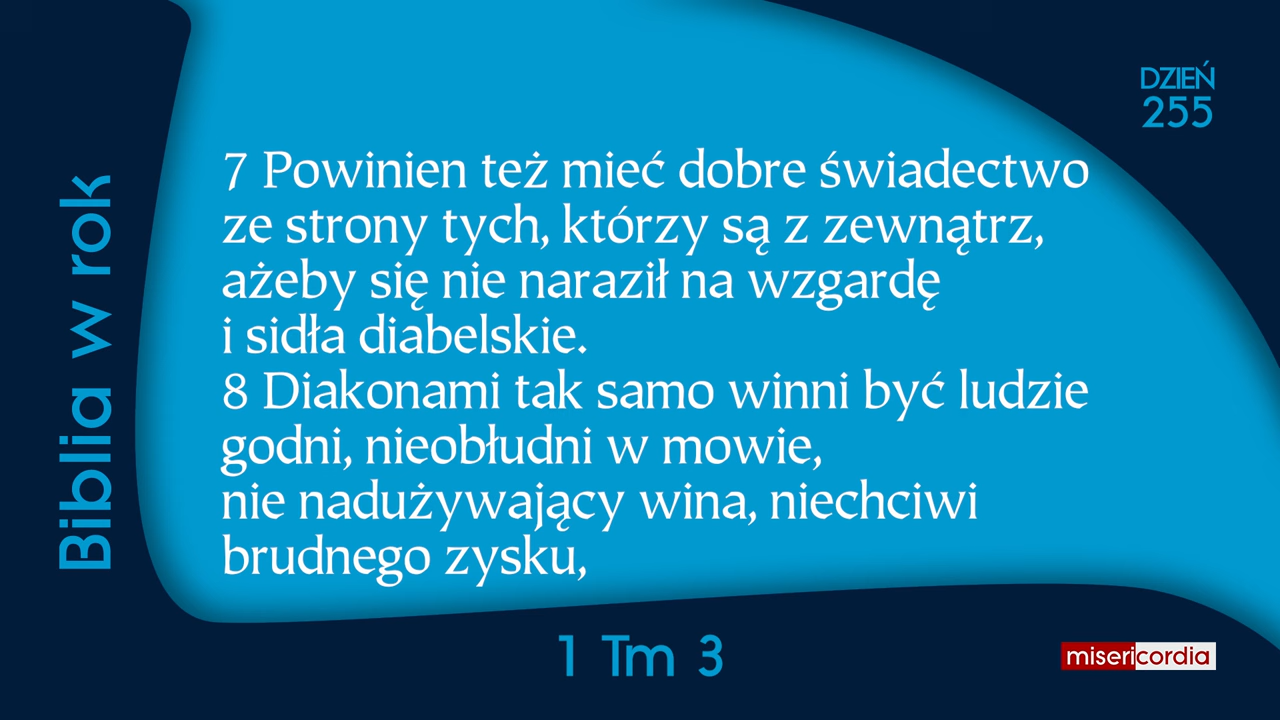 DZIEŃ
255
Biblia w rok
7 Powinien też mieć dobre świadectwo
ze strony tych, którzy są z zewnątrz,
ażeby się nie naraził na wzgardę
i sidła diabelskie.
8 Diakonami tak samo winni być ludzie
godni, nieobłudni w mowie,
nie nadużywający wina, niechciwi
brudnego zysku,
1 Tm 3
misericordia